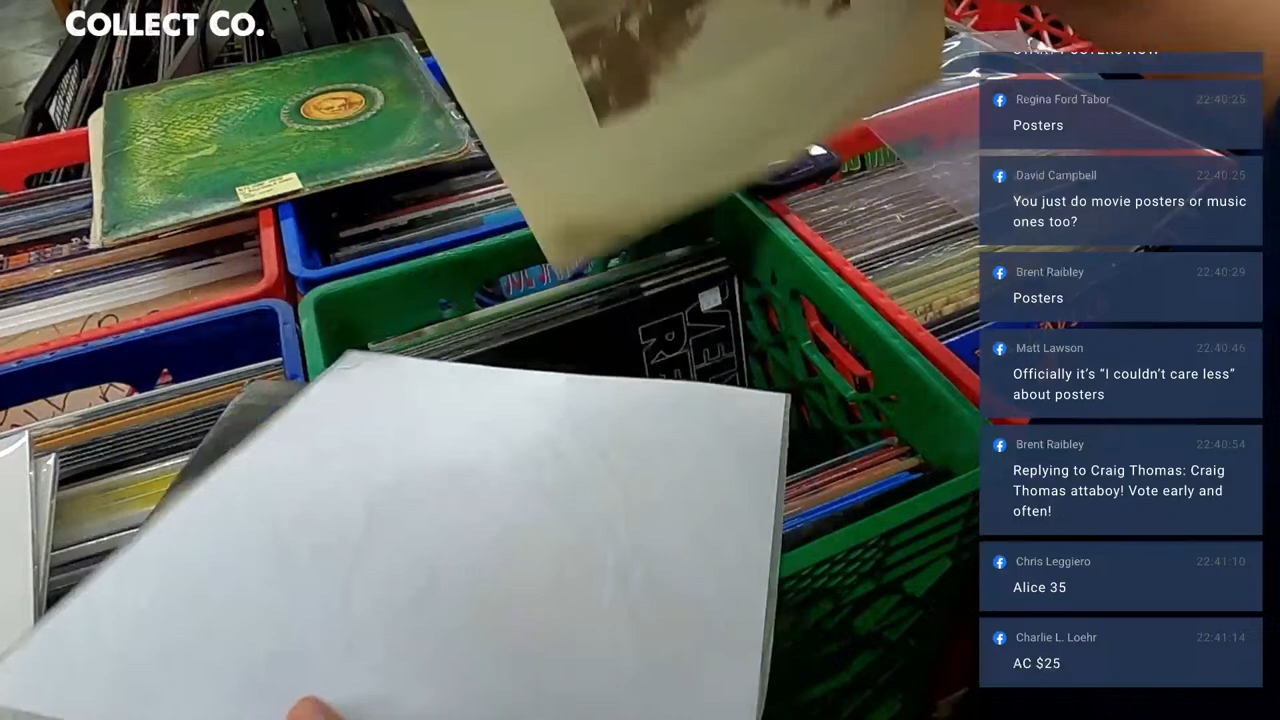 COLLECT CO.
START POSTERS NOW
Regina Ford Tabor 22:40:25
Posters
David Campbell 22:40:25
You just do movie posters or music
ones too?
Brent Raibley 22:40:29
Posters
Matt Lawson 22:40:46
Officially it’s “I couldn’t care less”
about posters
Brent Raibley 22:40:54
Replying to Craig Thomas: Craig
Thomas attaboy! Vote early and
often!
Chris Leggiero 22:41:10
Alice 35
Charlie L. Loehr 22:41:14
AC $25